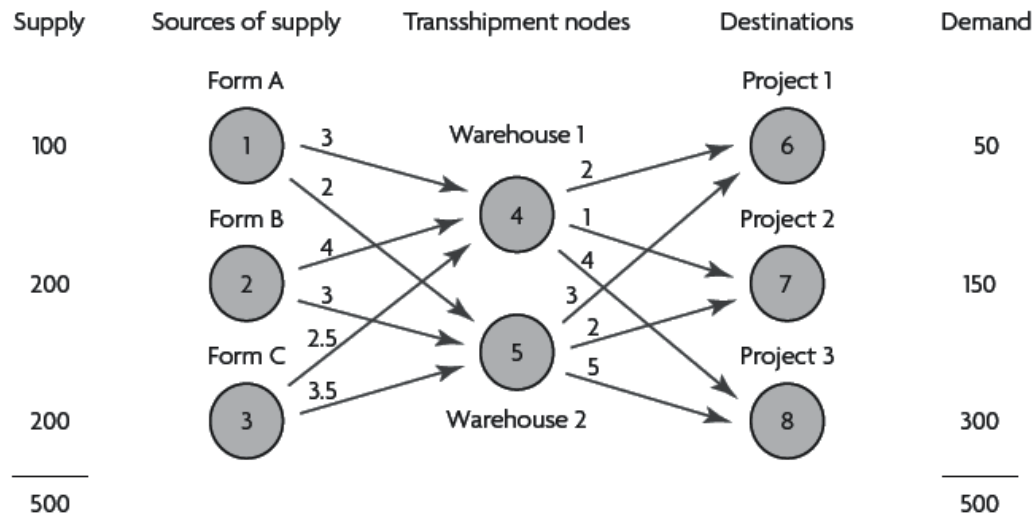 Supply Sources of supply Transshipment nodes Destinations Demand
Form A Project 1
100 1 3 Warehouse 1 2 6 50
2
4 1
Form B Project 2
200 2 4 4 7 150
3 3
2.5 2
Form C 5 5 Project 3
3.5
200 3 Warehouse 2 8 300
500 500